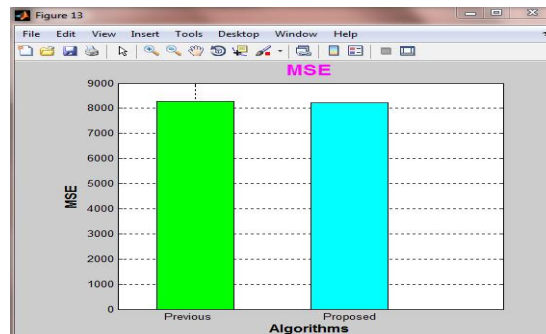 Figure 13
File Edit View Insert Tools Desktop Window Help
MSE
9000
8000
7000
6000
5000
4000
3000
2000
1000
0
MSE
Previous Proposed
Algorithms